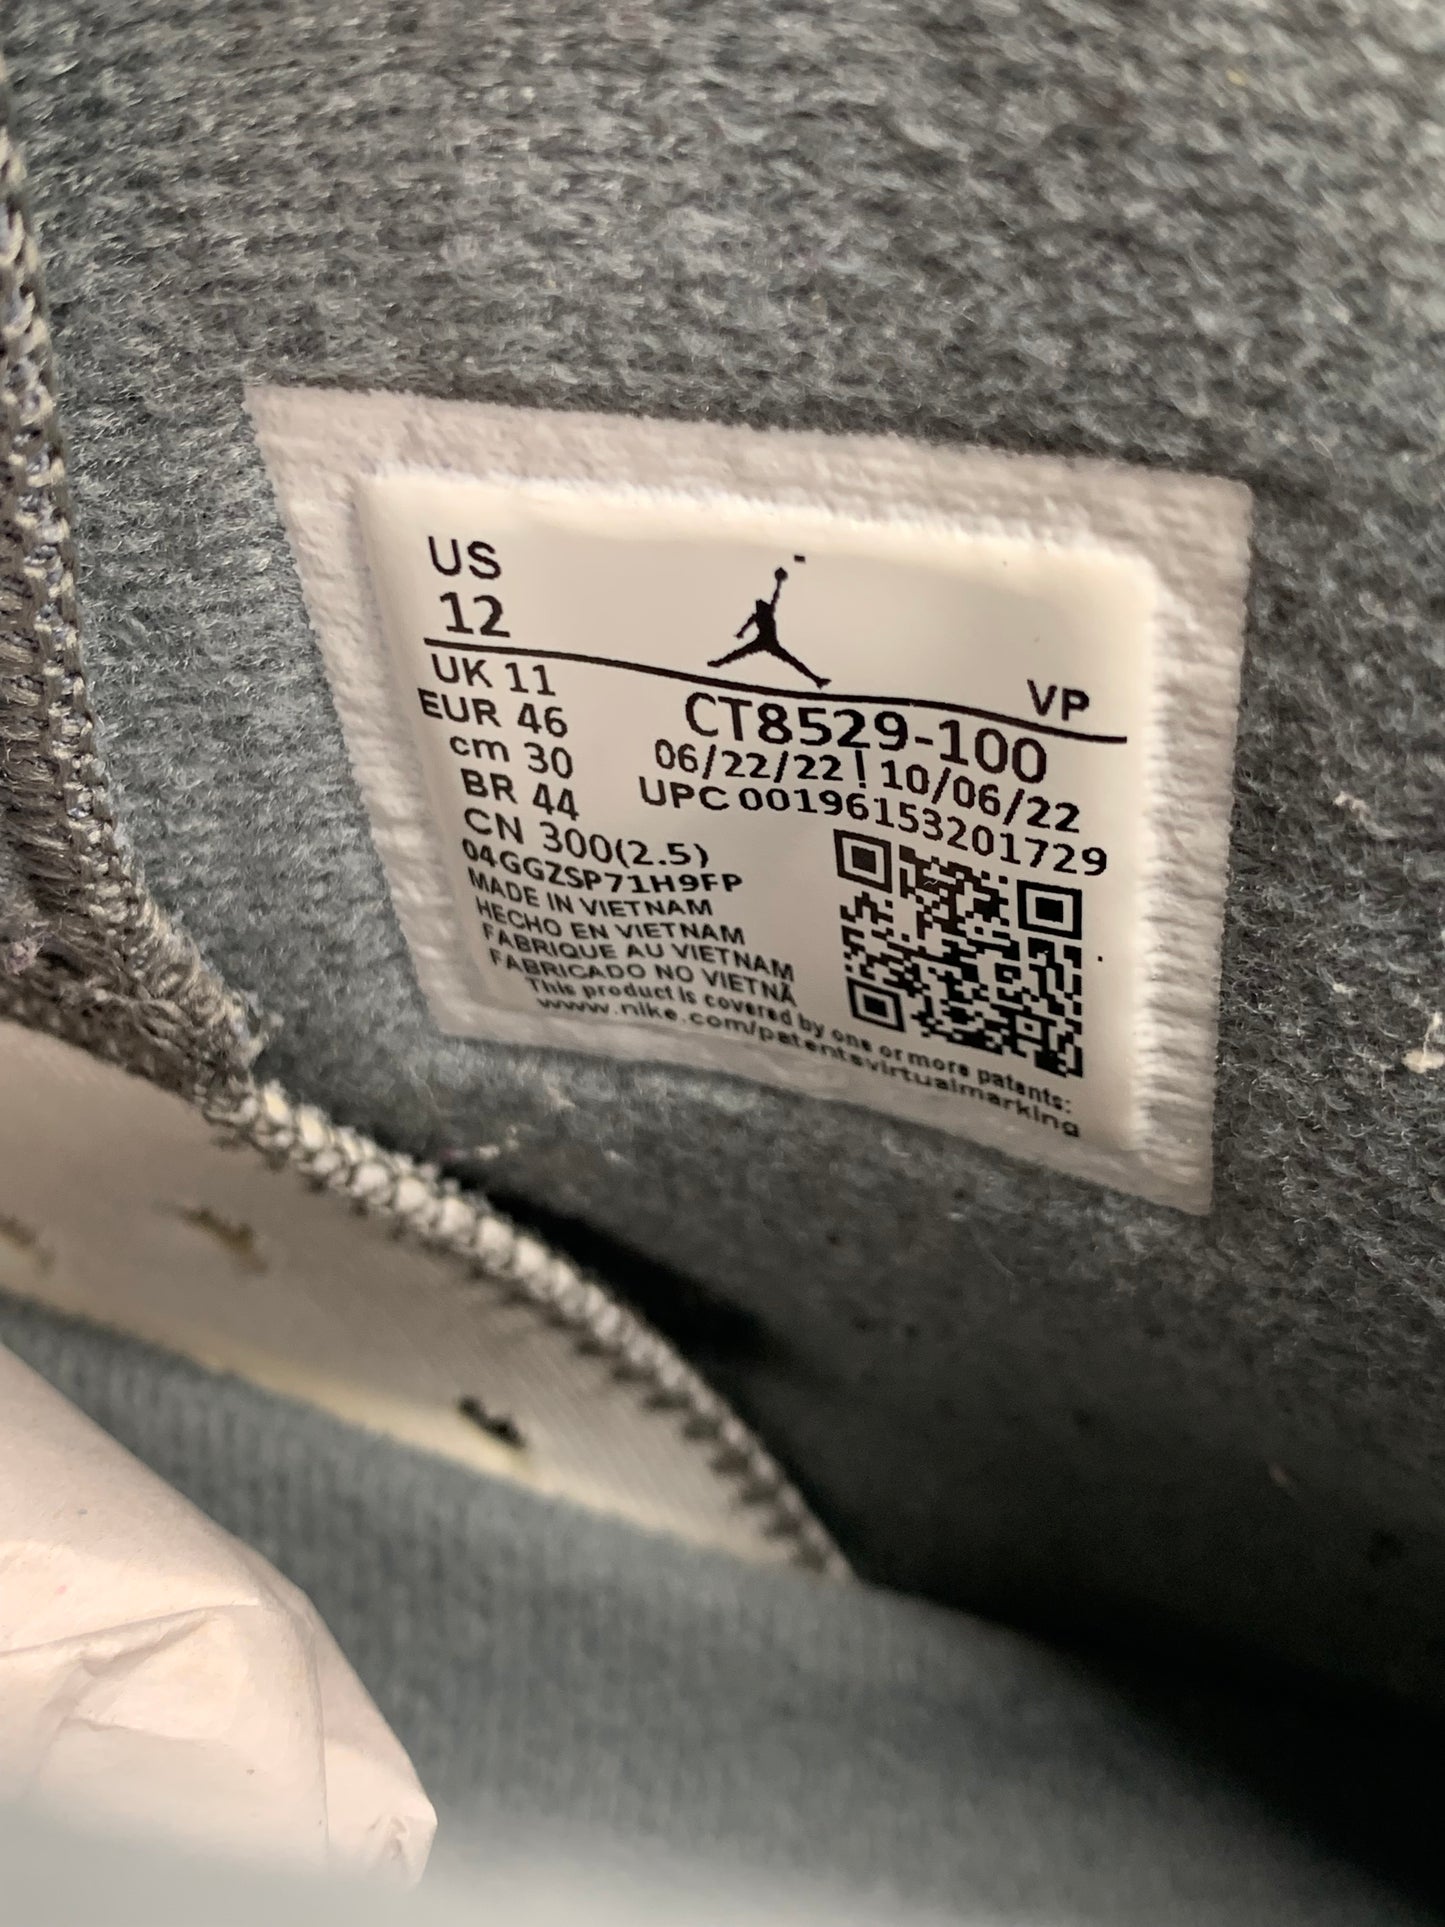 US
12
VP
UK 11
EUR 46
cm 30
BR 44
CN 300(2.5)
CT8529-100
06/22/22 ! 10/06/22
UPC 00196153201729
04GGZSP71H9FP
MADE IN VIETNAM
HECHO EN VIETNAM
FABRIQUE AU VIETNAM
FABRICADO NO VIETNÃ
This product is covered by one or more patents:
www.nike.com/patentsvirtualmarking